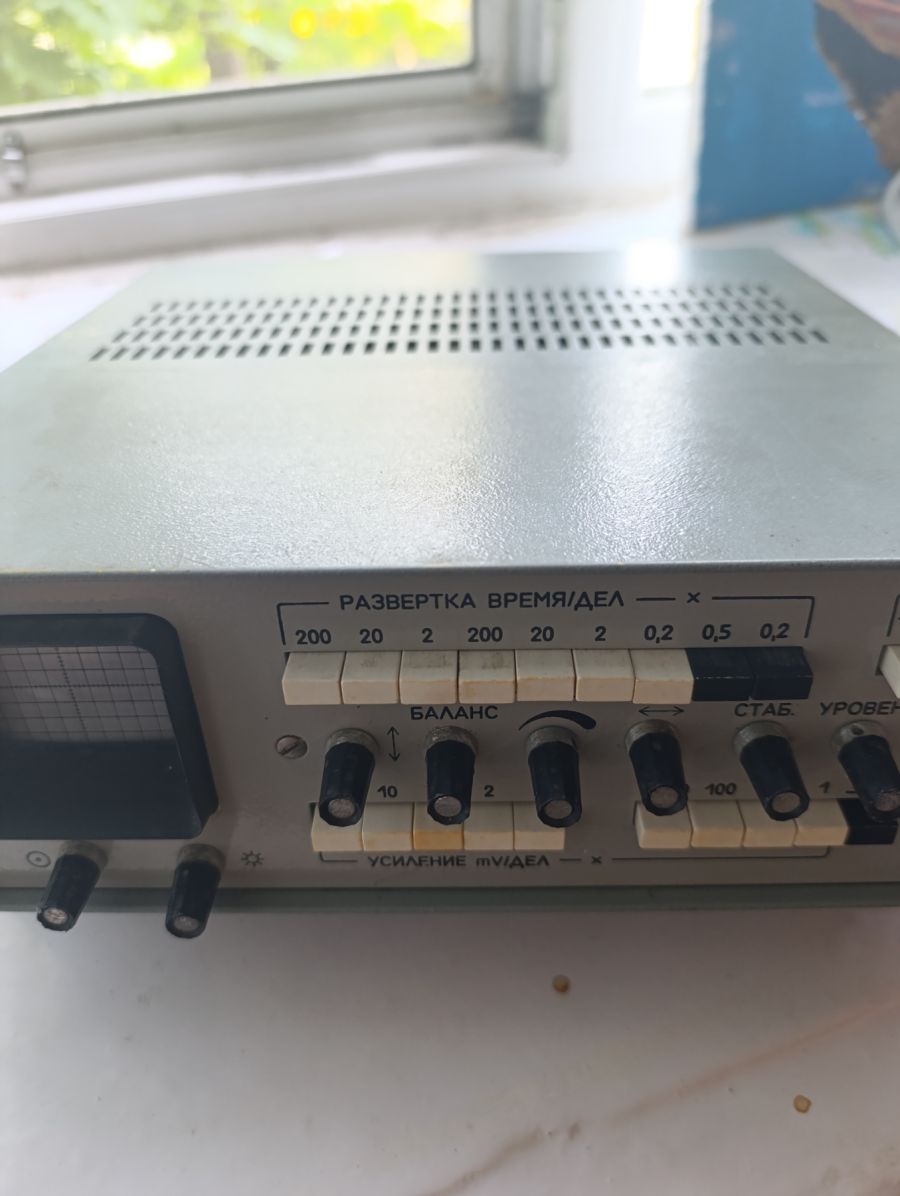 РАЗВЕРТКА ВРЕМЯ/ДЕЛ × 
200 20 2 200 20 2 0,2 0,5 0,2
БАЛАНС СТАБ. УРОВЕН
10 2 100 1
УСИЛЕНИЕ mV/ДЕЛ ×